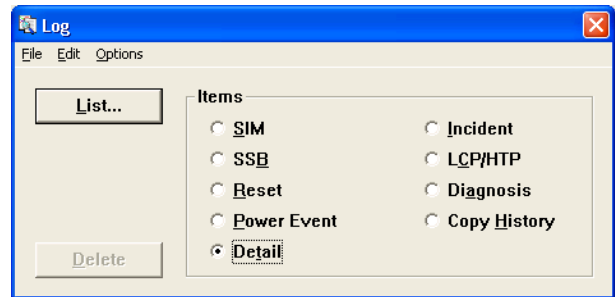 Log
File Edit Options
List...
Items
SIM
Incident
SSB
LCP/HTP
Reset
Diagnosis
Power Event
Copy History
Detail
Delete